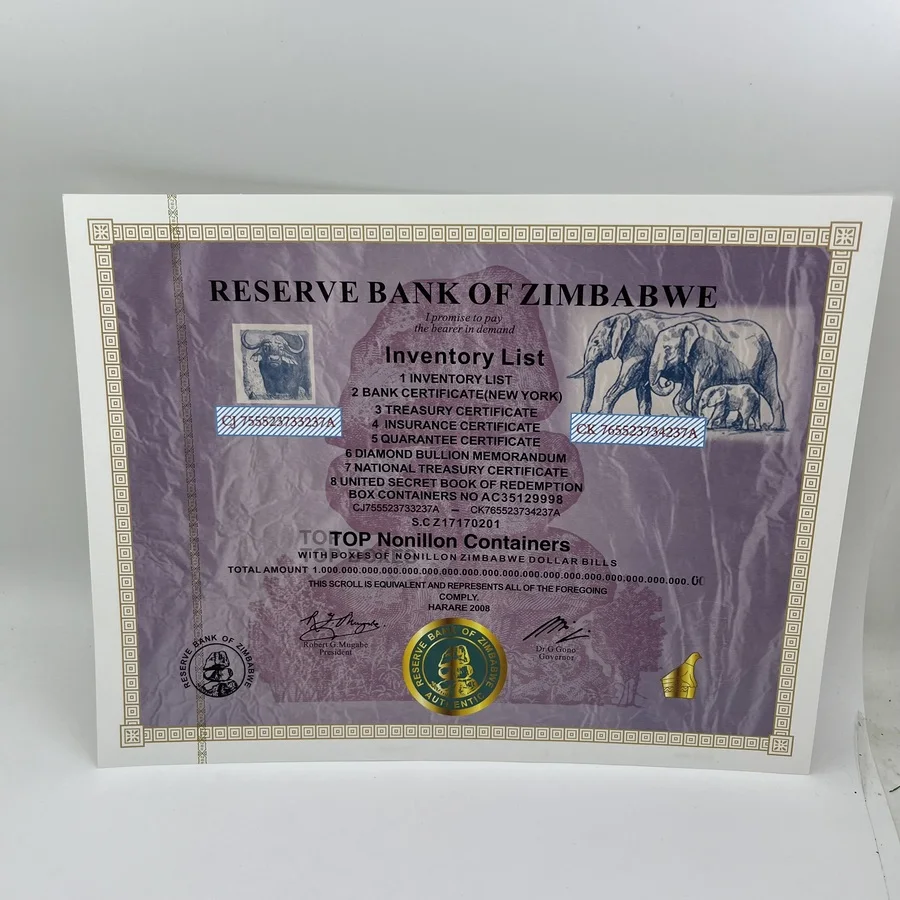 RESERVE BANK OF ZIMBABWE
I promise to pay
the bearer in demand
Inventory List
1 INVENTORY LIST
2 BANK CERTIFICATE(NEW YORK)
3 TREASURY CERTIFICATE
4 INSURANCE CERTIFICATE
5 QUARANTEE CERTIFICATE
6 DIAMOND BULLION MEMORANDUM
7 NATIONAL TREASURY CERTIFICATE
8 UNITED SECRET BOOK OF REDEMPTION
BOX CONTAINERS NO AC35129998
CJ755523733237A – CK765523734237A
S.C Z17170201
CJ 755523733237A
CK 765523734237A
TOP TOP Nonillon Containers
WITH BOXES OF NONILLON ZIMBABWE DOLLAR BILLS
TOTAL AMOUNT 1.000.000.000.000.000.000.000.000.000.000.000.000.000.000.000.000.000.000.000. 00
THIS SCROLL IS EQUIVALENT AND REPRESENTS ALL OF THE FOREGOING
COMPLY.
HARARE 2008
Robert G.Mugabe
President
Dr G.Gono
Governor
RESERVE BANK OF ZIMBABWE
RESERVE BANK OF ZIMBABWE
AUTHENTIC